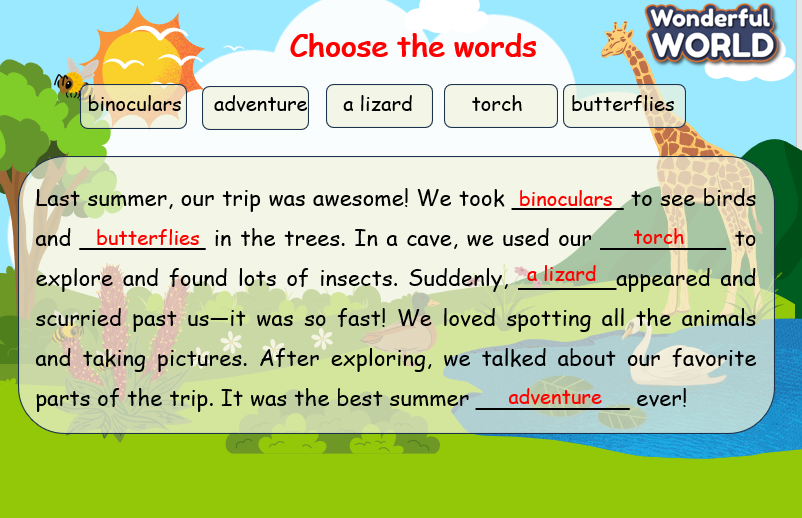 Wonderful
WORLD
Choose the words
binoculars adventure a lizard torch butterflies
Last summer, our trip was awesome! We took binoculars to see birds
and butterflies in the trees. In a cave, we used our torch to
explore and found lots of insects. Suddenly, a lizard appeared and
scurried past us—it was so fast! We loved spotting all the animals
and taking pictures. After exploring, we talked about our favorite
parts of the trip. It was the best summer adventure ever!